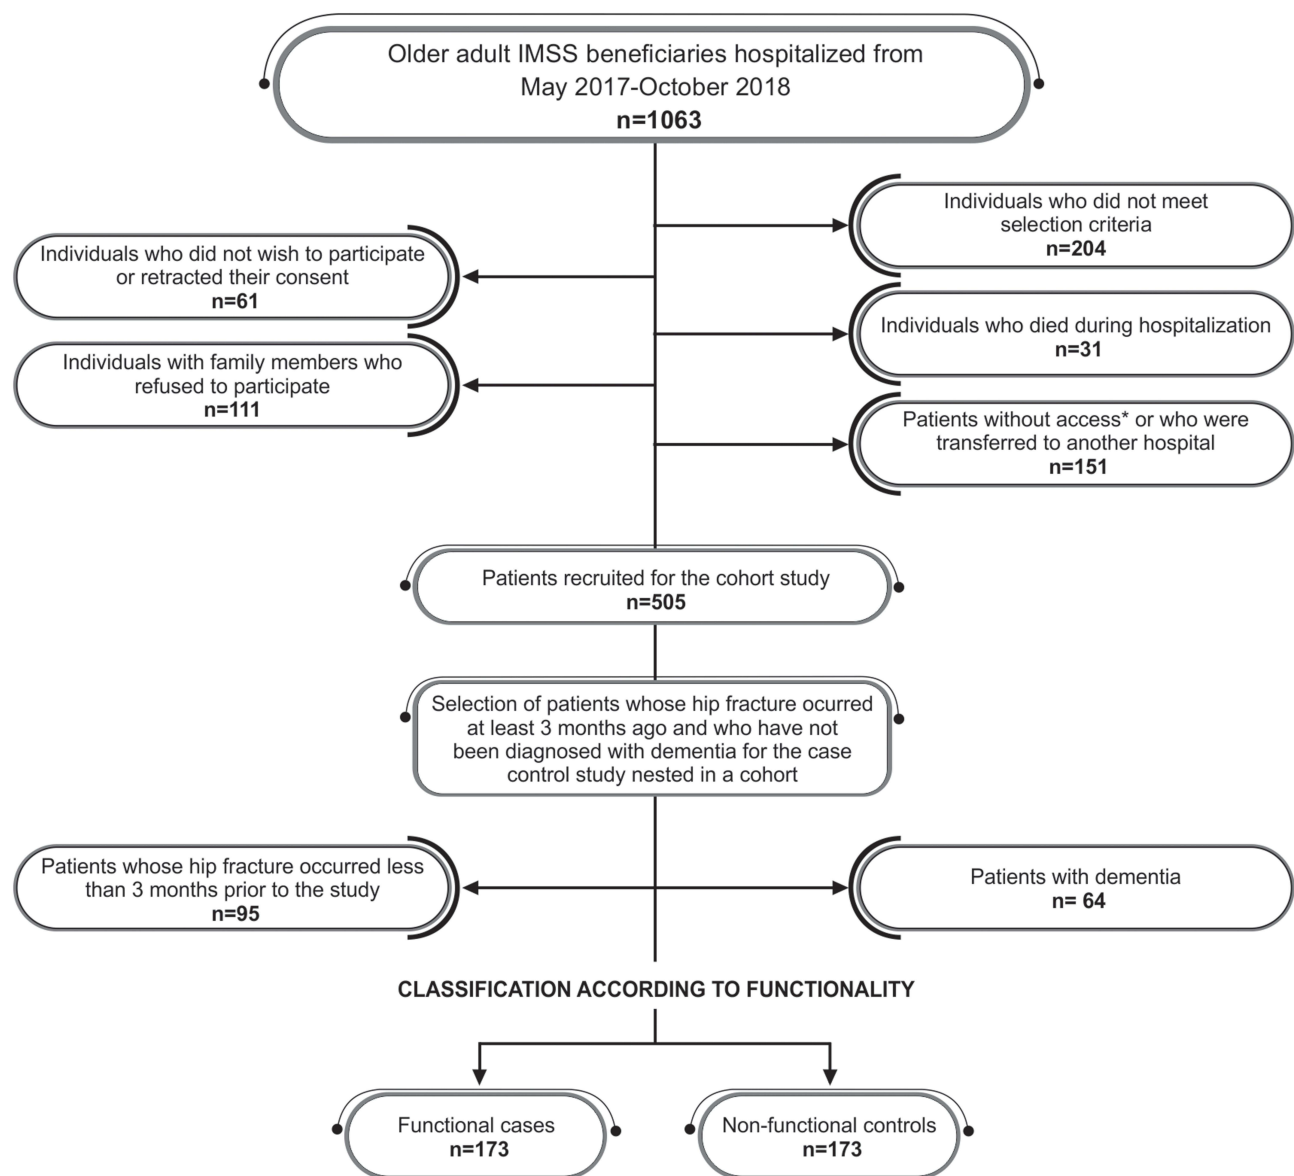 Older adult IMSS beneficiaries hospitalized from
May 2017-October 2018
n=1063
Individuals who did not meet
selection criteria
n=204
Individuals who did not wish to participate
or retracted their consent
n=61
Individuals who died during hospitalization
n=31
Individuals with family members who
refused to participate
n=111
Patients without access* or who were
transferred to another hospital
n=151
Patients recruited for the cohort study
n=505
Selection of patients whose hip fracture ocurred
at least 3 months ago and who have not
been diagnosed with dementia for the case
control study nested in a cohort
Patients whose hip fracture occurred less
than 3 months prior to the study
n=95
Patients with dementia
n= 64
CLASSIFICATION ACCORDING TO FUNCTIONALITY
Functional cases
n=173
Non-functional controls
n=173